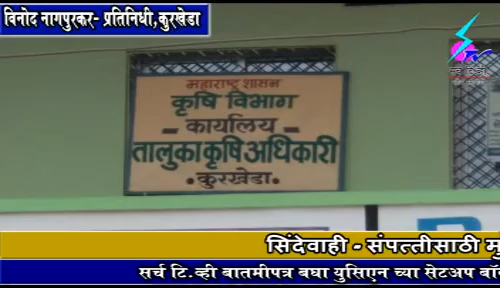 विनोद नागपुरकर- प्रतिनिधी,कुरखेडा
महाराष्ट्र शासन
कृषि विभाग
- कार्यालय -
तालुका कृषि अधिकारी
• कुरखेडा •
सिंदेवाही - संपत्तीसाठी मु
सर्च टि.व्ही बातमीपत्र बघा युसिएन च्या सेटअप बॉ